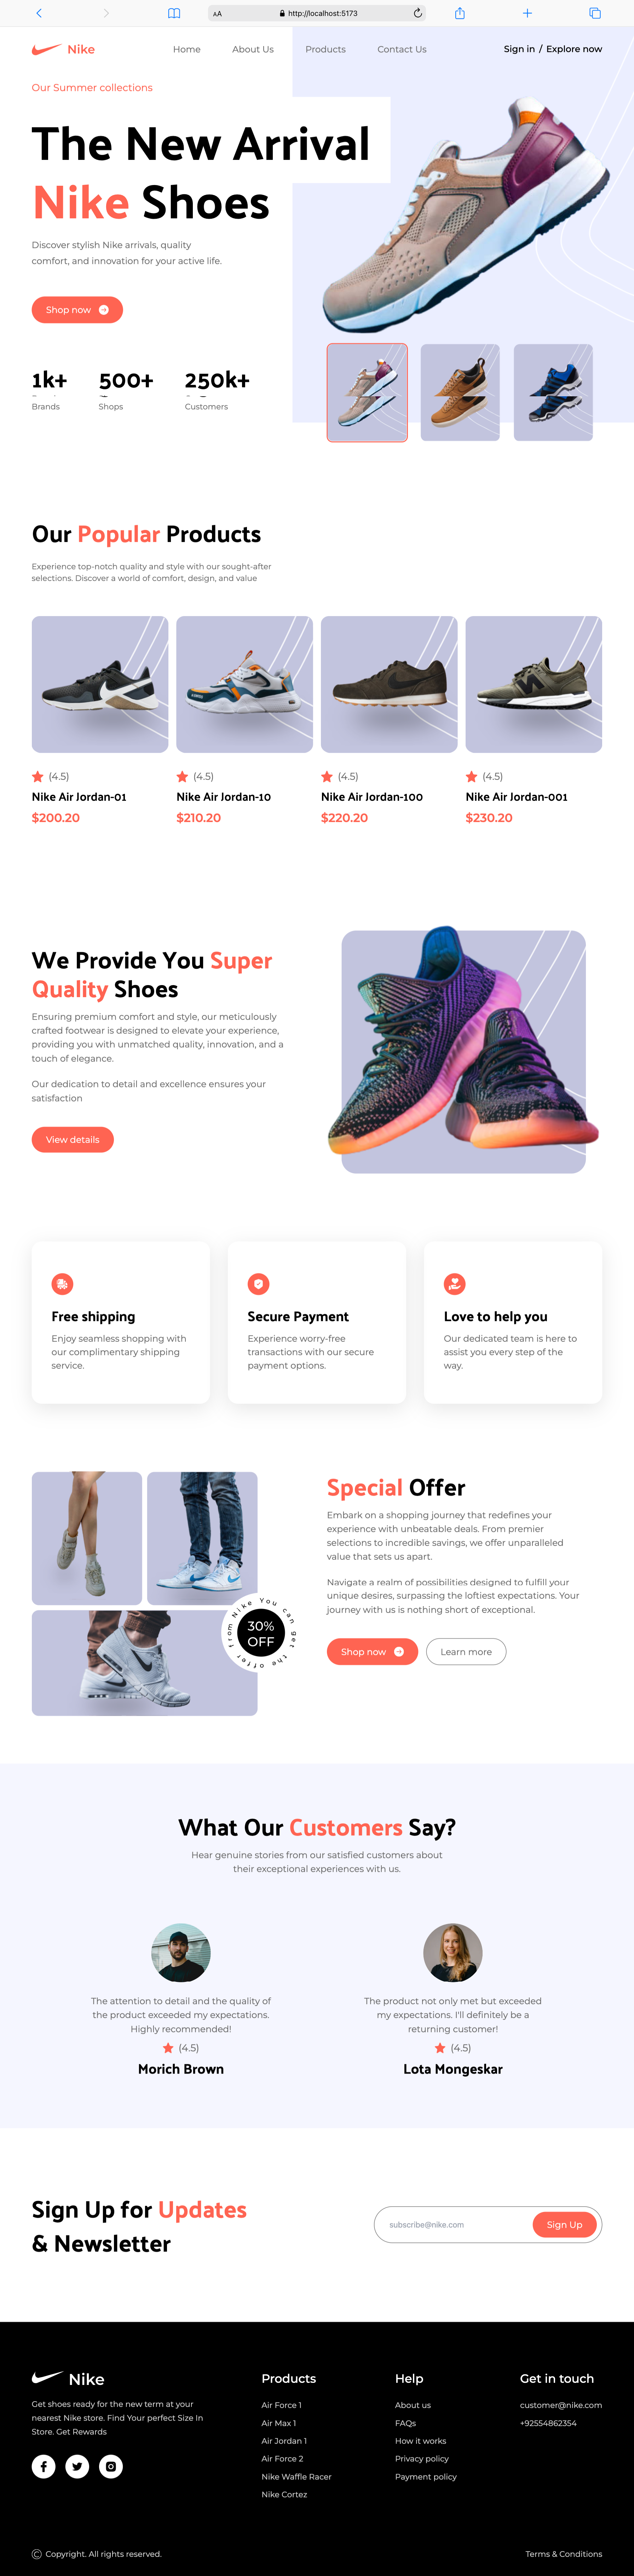 AA
http://localhost:5173
Nike
Home
About Us
Products
Contact Us
Sign in / Explore now
Our Summer collections
The New Arrival
Nike Shoes
Discover stylish Nike arrivals, quality
comfort, and innovation for your active life.
Shop now
1k+
500+
250k+
Brands
Shops
Customers
Our Popular Products
Experience top-notch quality and style with our sought-after
selections. Discover a world of comfort, design, and value
(4.5)
(4.5)
(4.5)
(4.5)
Nike Air Jordan-01
Nike Air Jordan-10
Nike Air Jordan-100
Nike Air Jordan-001
$200.20
$210.20
$220.20
$230.20
We Provide You Super
Quality Shoes
Ensuring premium comfort and style, our meticulously
crafted footwear is designed to elevate your experience,
providing you with unmatched quality, innovation, and a
touch of elegance.
Our dedication to detail and excellence ensures your
satisfaction
View details
Free shipping
Enjoy seamless shopping with
our complimentary shipping
service.
Secure Payment
Experience worry-free
transactions with our secure
payment options.
Love to help you
Our dedicated team is here to
assist you every step of the
way.
from Nike You can get the offer
30%
OFF
Special Offer
Embark on a shopping journey that redefines your
experience with unbeatable deals. From premier
selections to incredible savings, we offer unparalleled
value that sets us apart.
Navigate a realm of possibilities designed to fulfill your
unique desires, surpassing the loftiest expectations. Your
journey with us is nothing short of exceptional.
Shop now
Learn more
What Our Customers Say?
Hear genuine stories from our satisfied customers about
their exceptional experiences with us.
The attention to detail and the quality of
the product exceeded my expectations.
Highly recommended!
(4.5)
Morich Brown
The product not only met but exceeded
my expectations. I'll definitely be a
returning customer!
(4.5)
Lota Mongeskar
Sign Up for Updates
& Newsletter
subscribe@nike.com
Sign Up
Nike
Get shoes ready for the new term at your
nearest Nike store. Find Your perfect Size In
Store. Get Rewards
Products
Air Force 1
Air Max 1
Air Jordan 1
Air Force 2
Nike Waffle Racer
Nike Cortez
Help
About us
FAQs
How it works
Privacy policy
Payment policy
Get in touch
customer@nike.com
+92554862354
© Copyright. All rights reserved.
Terms & Conditions